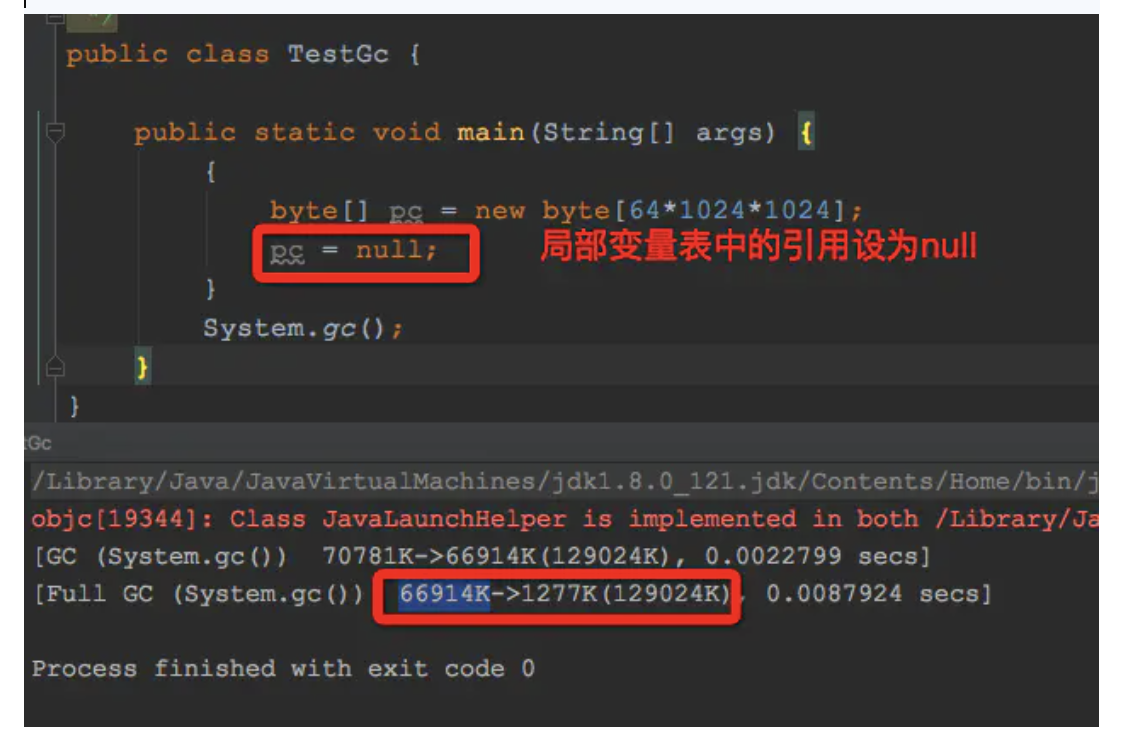 */
public class TestGc {
public static void main(String[] args) {
{
byte[] pc = new byte[64*1024*1024];
pc = null; 局部变量表中的引用设为null
}
System.gc();
}
}
Gc
/Library/Java/JavaVirtualMachines/jdk1.8.0_121.jdk/Contents/Home/bin/j
objc[19344]: Class JavaLaunchHelper is implemented in both /Library/Ja
[GC (System.gc())  70781K->66914K(129024K), 0.0022799 secs]
[Full GC (System.gc())  66914K->1277K(129024K), 0.0087924 secs]
Process finished with exit code 0